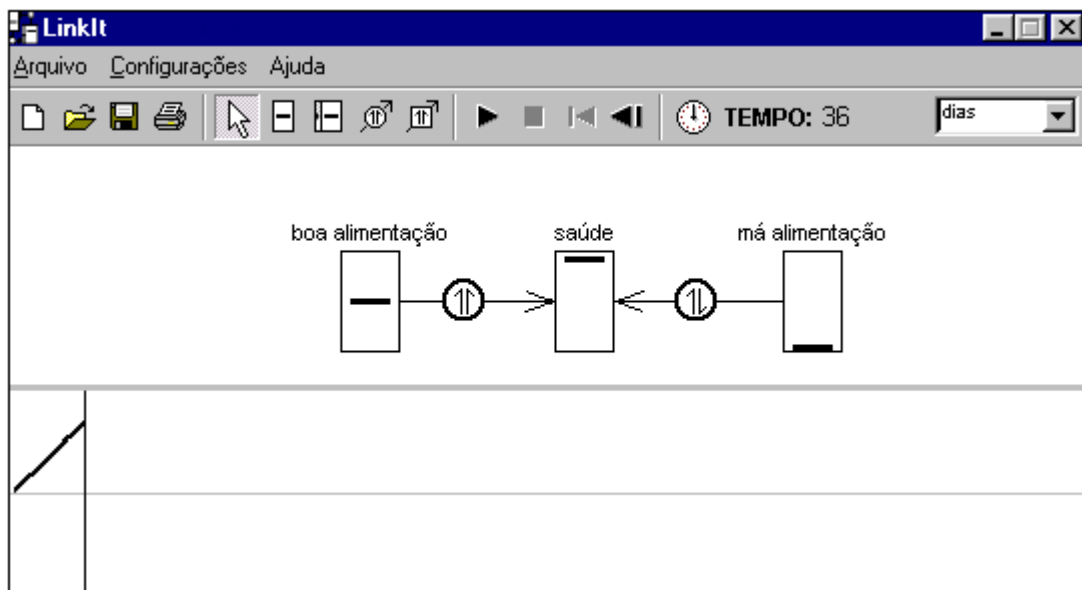 LinkIt
Arquivo Configurações Ajuda
TEMPO: 36 dias
boa alimentação saúde má alimentação